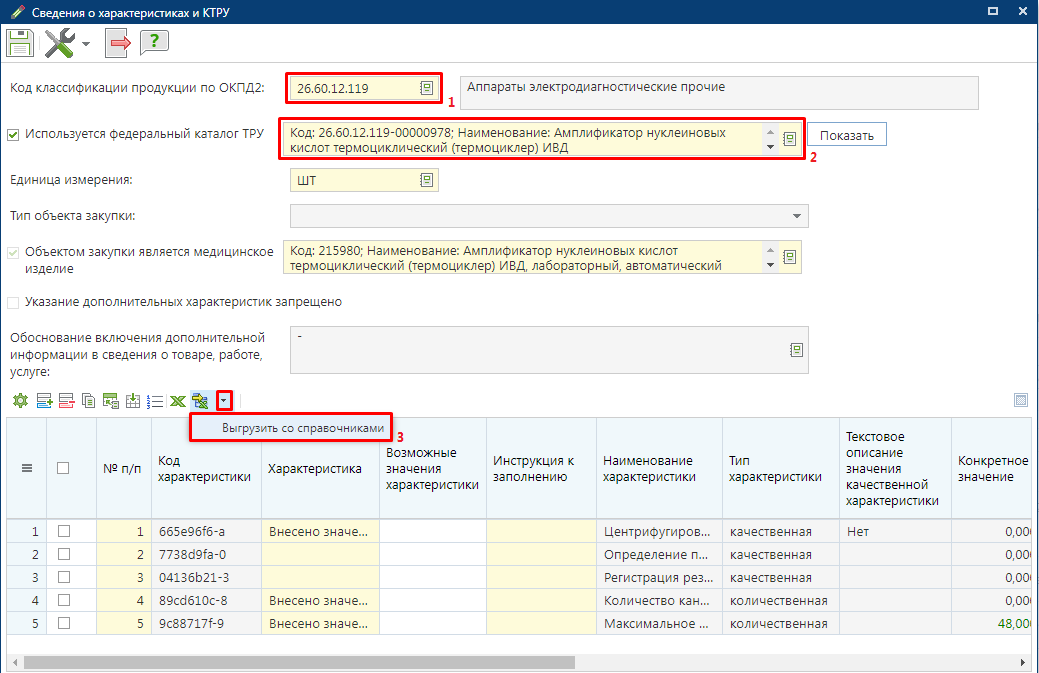 Сведения о характеристиках и КТРУ
Код классификации продукции по ОКПД2:
26.60.12.119
1
Аппараты электродиагностические прочие
Используется федеральный каталог ТРУ
Код: 26.60.12.119-00000978; Наименование: Амплификатор нуклеиновых
кислот термоциклический (термоциклер) ИВД
2
Показать
Единица измерения:
ШТ
Тип объекта закупки:
Объектом закупки является медицинское
изделие
Код: 215980; Наименование: Амплификатор нуклеиновых кислот
термоциклический (термоциклер) ИВД, лабораторный, автоматический
Указание дополнительных характеристик запрещено
Обоснование включения дополнительной
информации в сведения о товаре, работе,
услуге:
-
Выгрузить со справочниками
3
№ п/п
Код
характеристики
Характеристика
Возможные
значения
характеристики
Инструкция к
заполнению
Наименование
характеристики
Тип
характеристики
Текстовое
описание
значения
качественной
характеристики
Конкретное
значение
1 1 665e96f6-a Внесено значе... Центрифугиров... качественная Нет 0,000
2 2 7738d9fa-0 Определение п... качественная 0,000
3 3 04136b21-3 Регистрация рез... качественная 0,000
4 4 89cd610c-8 Внесено значе... Количество кан... количественная 0,000
5 5 9c88717f-9 Внесено значе... Максимальное ... количественная 48,000